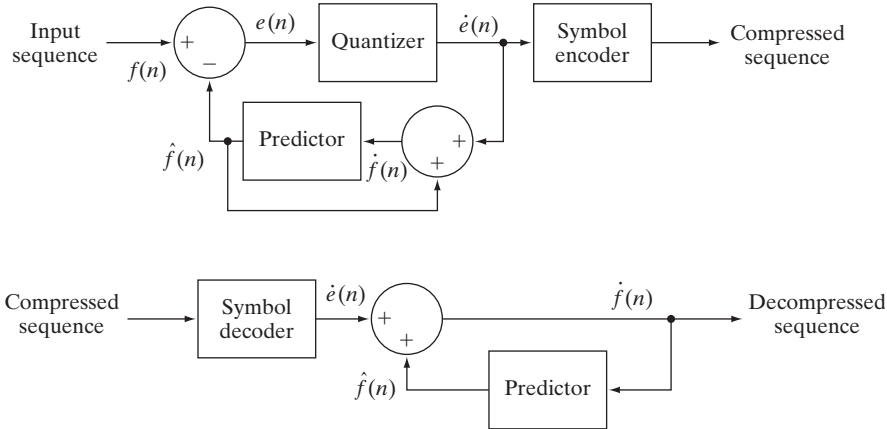 Input
sequence
f(n)
+
−
e(n)
Quantizer
ė(n)
Symbol
encoder
Compressed
sequence
f̂(n)
Predictor
ḟ(n)
+
+
Compressed
sequence
Symbol
decoder
ė(n)
+
+
ḟ(n)
Decompressed
sequence
f̂(n)
Predictor